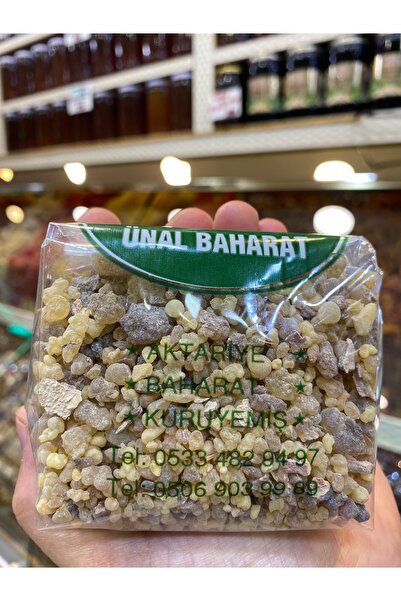 ÜNAL BAHARAT
★ AKTARİYE ★
★ BAHARAT ★
★ KURUYEMİŞ ★
Tel: 0533 482 94 97
Tel: 0506 903 99 89